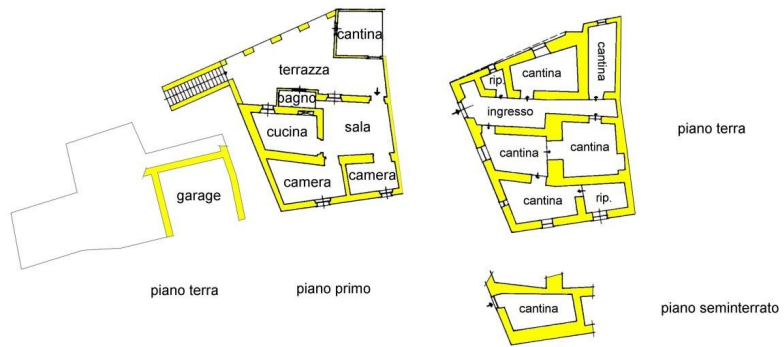 cantina
terrazza
bagno
cucina
sala
camera
camera
garage
piano terra
piano primo
rip.
cantina
cantina
ingresso
cantina
cantina
cantina
rip.
piano terra
cantina
piano seminterrato